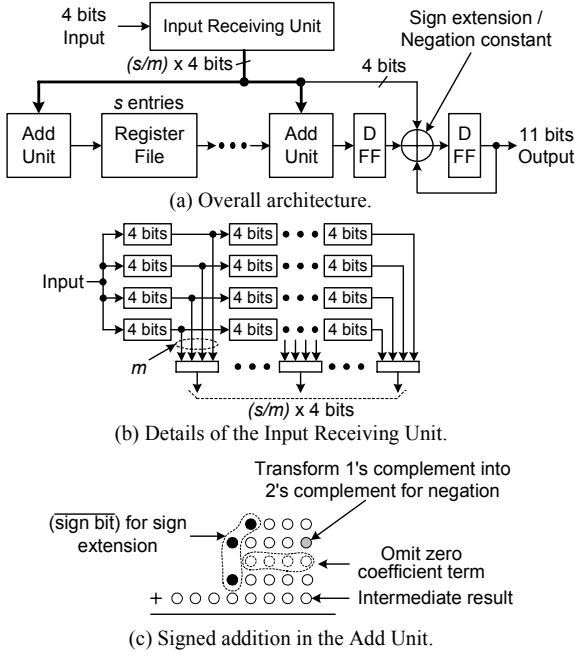 4 bits
Input
Input Receiving Unit
Sign extension /
Negation constant
(s/m) x 4 bits
4 bits
s entries
Add
Unit
Register
File
Add
Unit
D
FF
D
FF
11 bits
Output
(a) Overall architecture.
4 bits
4 bits
4 bits
4 bits
4 bits
4 bits
Input
4 bits
4 bits
4 bits
4 bits
4 bits
4 bits
m
(s/m) x 4 bits
(b) Details of the Input Receiving Unit.
Transform 1's complement into
2's complement for negation
(sign bit) for sign
extension
Omit zero
coefficient term
+
Intermediate result
(c) Signed addition in the Add Unit.